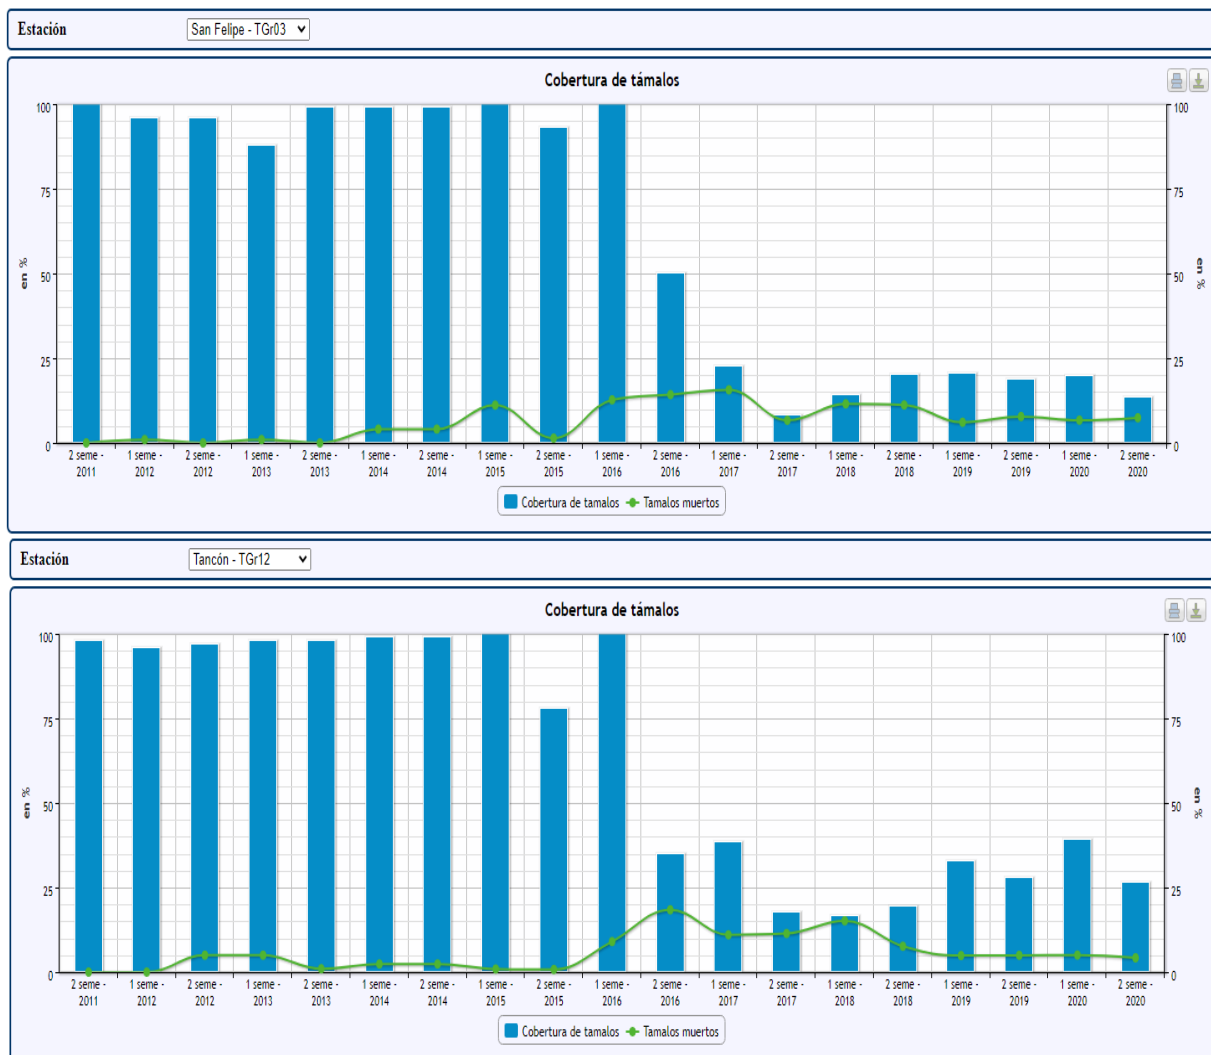 Estación San Felipe - TGr03
Cobertura de támalos
100 100
75 75
50 50
25 25
0 0
en % en %
2 seme - 2011
1 seme - 2012
2 seme - 2012
1 seme - 2013
2 seme - 2013
1 seme - 2014
2 seme - 2014
1 seme - 2015
2 seme - 2015
1 seme - 2016
2 seme - 2016
1 seme - 2017
2 seme - 2017
1 seme - 2018
2 seme - 2018
1 seme - 2019
2 seme - 2019
1 seme - 2020
2 seme - 2020
Cobertura de tamalos Tamalos muertos
Estación Tancón - TGr12
Cobertura de támalos
100 100
75 75
50 50
25 25
0 0
en % en %
2 seme - 2011
1 seme - 2012
2 seme - 2012
1 seme - 2013
2 seme - 2013
1 seme - 2014
2 seme - 2014
1 seme - 2015
2 seme - 2015
1 seme - 2016
2 seme - 2016
1 seme - 2017
2 seme - 2017
1 seme - 2018
2 seme - 2018
1 seme - 2019
2 seme - 2019
1 seme - 2020
2 seme - 2020
Cobertura de tamalos Tamalos muertos